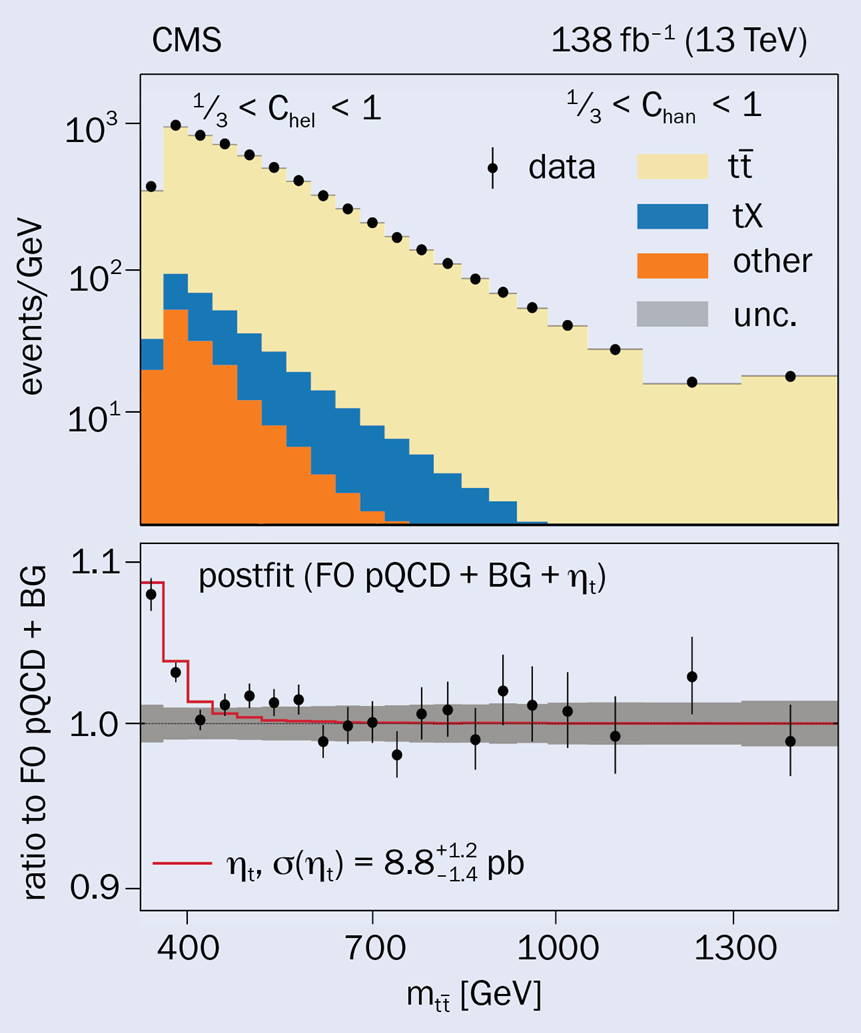 CMS 138 fb⁻¹ (13 TeV)
¹/₃ < C_hel < 1 ¹/₃ < C_han < 1
data
tt̄
tX
other
unc.
10³
10²
10¹
events/GeV
postfit (FO pQCD + BG + η_t)
η_t, σ(η_t) = 8.8 +1.2 −1.4 pb
1.1
1.0
0.9
ratio to FO pQCD + BG
400 700 1000 1300
m_tt̄ [GeV]